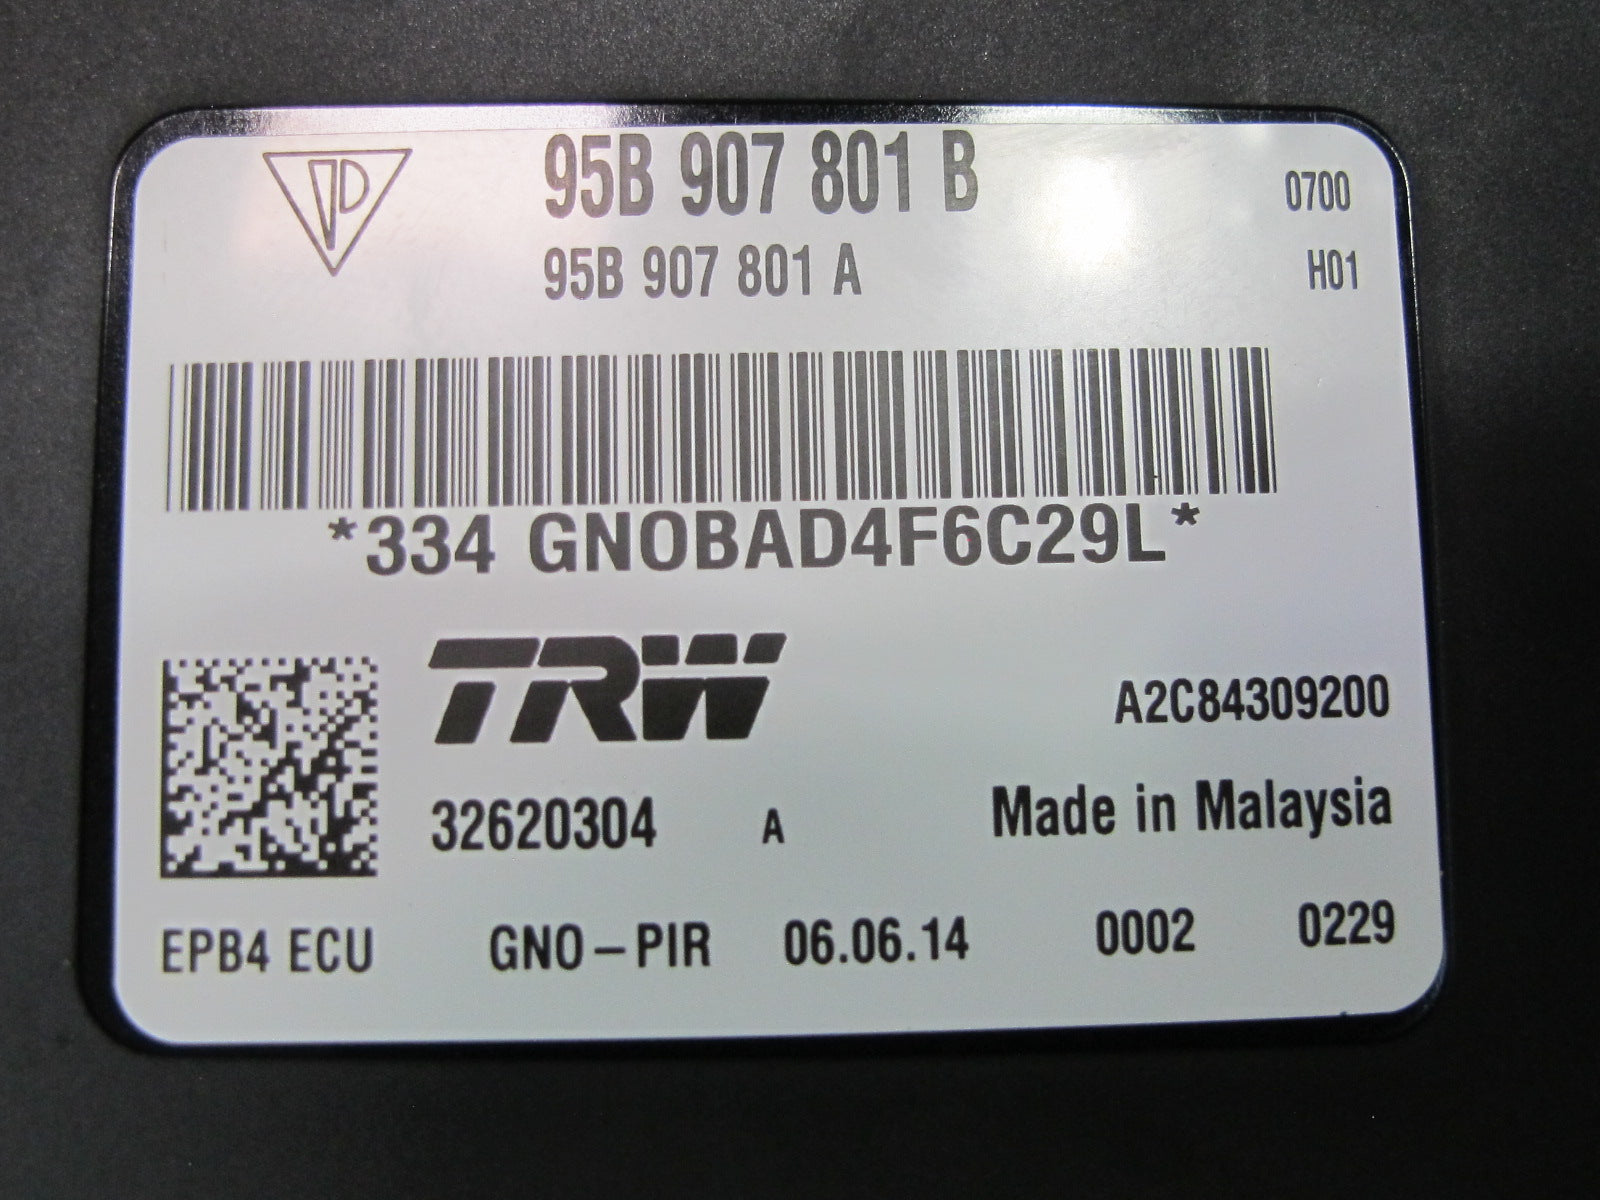 95B 907 801 B 0700
95B 907 801 A H01
*334 GNOBAD4F6C29L*
TRW
A2C84309200
32620304 A Made in Malaysia
EPB4 ECU GNO-PIR 06.06.14 0002 0229